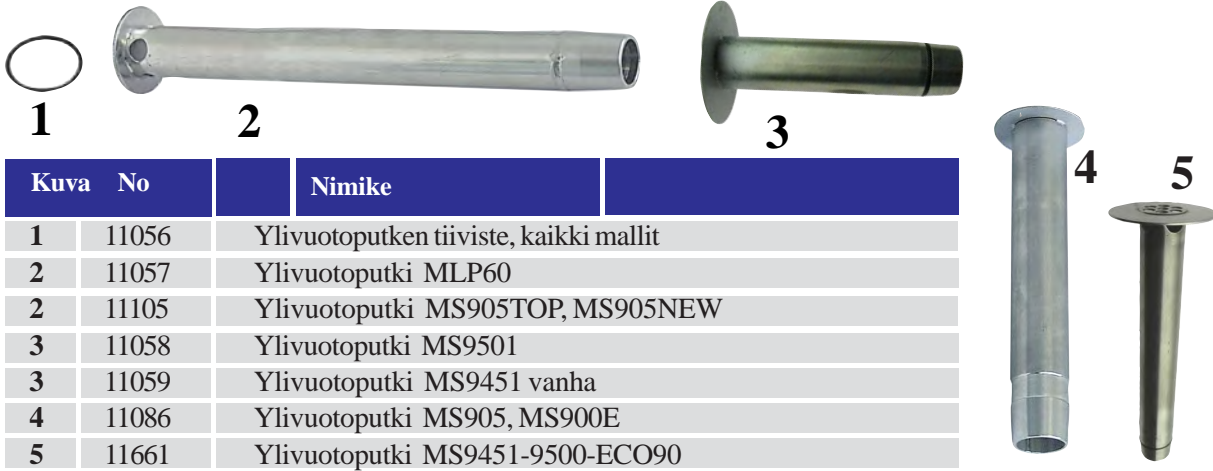 1
2
3
4
5
Kuva No Nimike
1 11056 Ylivuotoputken tiiviste, kaikki mallit
2 11057 Ylivuotoputki MLP60
2 11105 Ylivuotoputki MS905TOP, MS905NEW
3 11058 Ylivuotoputki MS9501
3 11059 Ylivuotoputki MS9451 vanha
4 11086 Ylivuotoputki MS905, MS900E
5 11661 Ylivuotoputki MS9451-9500-ECO90